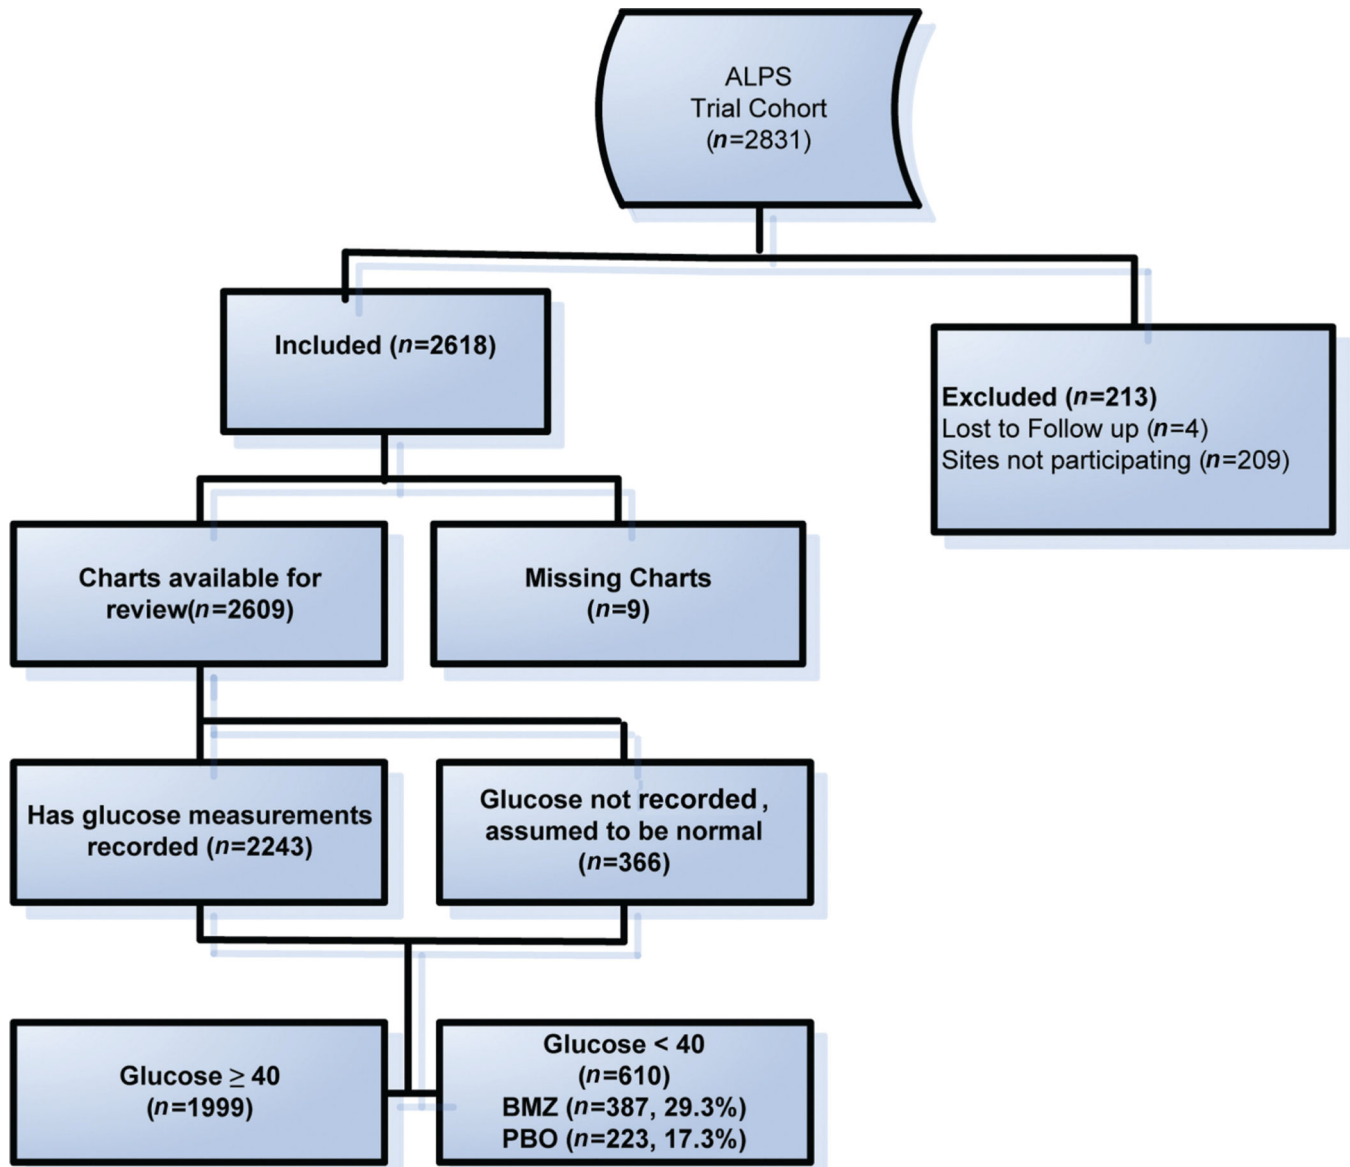 ALPS
Trial Cohort
(n=2831)
Included (n=2618)
Excluded (n=213)
Lost to Follow up (n=4)
Sites not participating (n=209)
Charts available for
review(n=2609)
Missing Charts
(n=9)
Has glucose measurements
recorded (n=2243)
Glucose not recorded,
assumed to be normal
(n=366)
Glucose ≥ 40
(n=1999)
Glucose < 40
(n=610)
BMZ (n=387, 29.3%)
PBO (n=223, 17.3%)